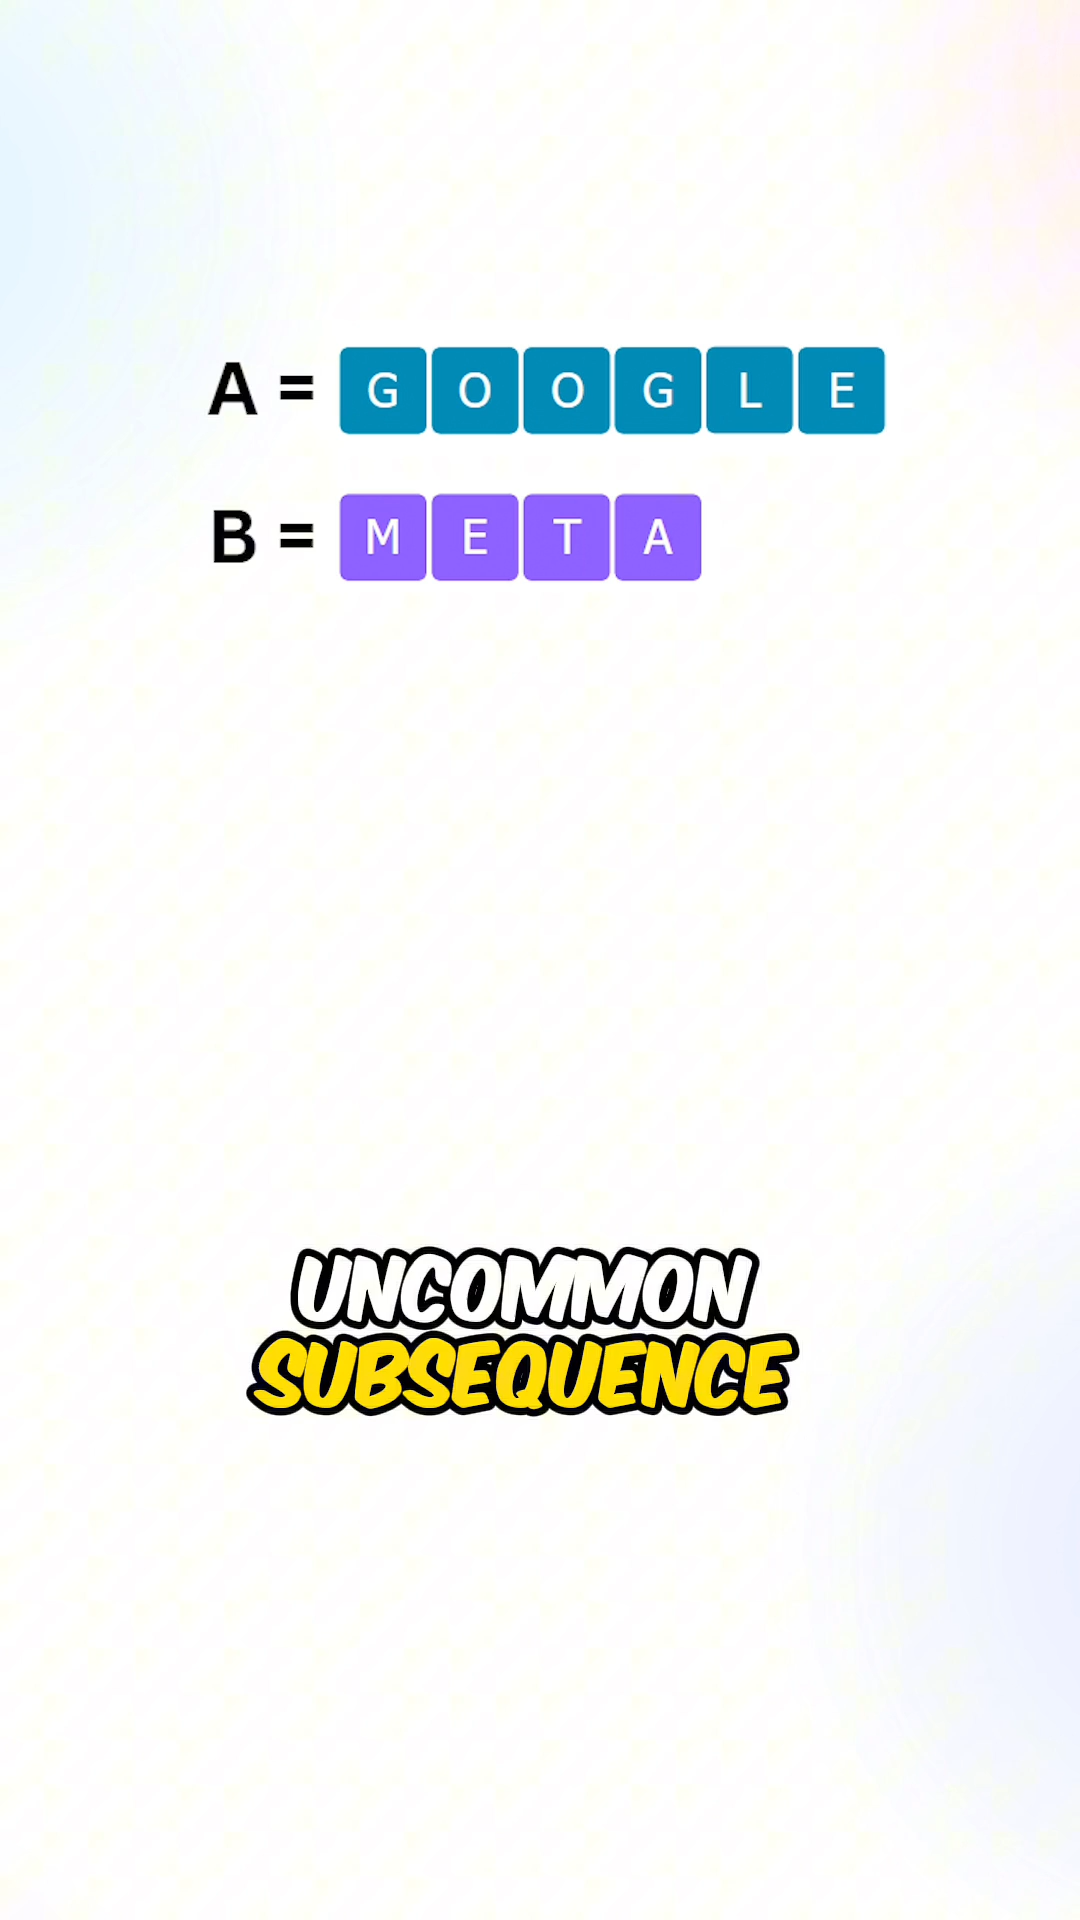 A = G O O G L E
B = M E T A
UNCOMMON
SUBSEQUENCE